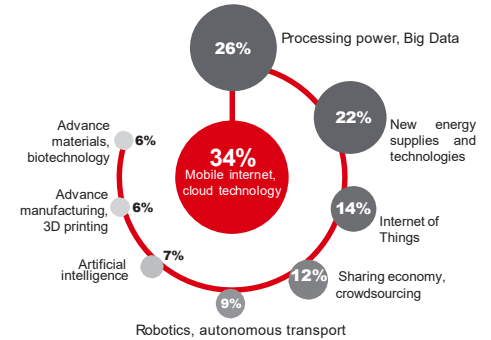 26%
Processing power, Big Data
22%
New energy
supplies and
technologies
34%
Mobile internet,
cloud technology
14%
Internet of
Things
12%
Sharing economy,
crowdsourcing
9%
Robotics, autonomous transport
7%
Artificial
intelligence
6%
Advance
manufacturing,
3D printing
6%
Advance
materials,
biotechnology